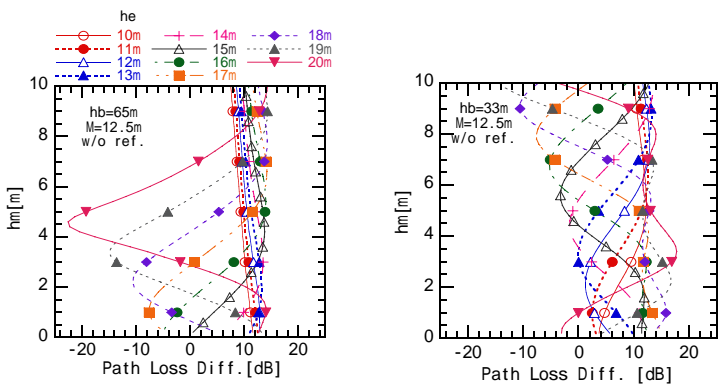 he
10m 14m 18m
11m 15m 19m
12m 16m 20m
13m 17m
hb=65m
M=12.5m
w/o ref.
hm[m]
10
8
6
4
2
0
-20 -10 0 10 20
Path Loss Diff.[dB]
hb=33m
M=12.5m
w/o ref.
hm[m]
10
8
6
4
2
0
-20 -10 0 10 20
Path Loss Diff.[dB]